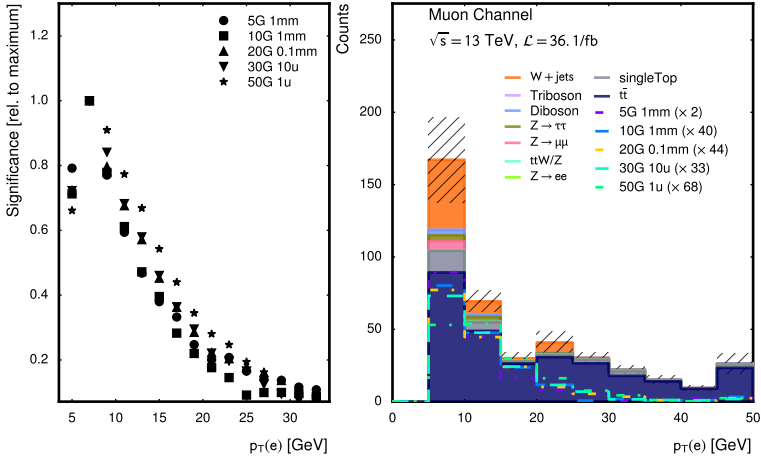 Significance [rel. to maximum]
1.2
1.0
0.8
0.6
0.4
0.2
5G 1mm
10G 1mm
20G 0.1mm
30G 10u
50G 1u
5 10 15 20 25 30
p_T(e) [GeV]
Counts
250
200
150
100
50
0
Muon Channel
√s = 13 TeV, ℒ = 36.1/fb
W+jets
Triboson
Diboson
Z→ττ
Z→μμ
ttW/Z
Z→ee
singleTop
tt̄
5G 1mm (× 2)
10G 1mm (× 40)
20G 0.1mm (× 44)
30G 10u (× 33)
50G 1u (× 68)
0 10 20 30 40 50
p_T(e) [GeV]